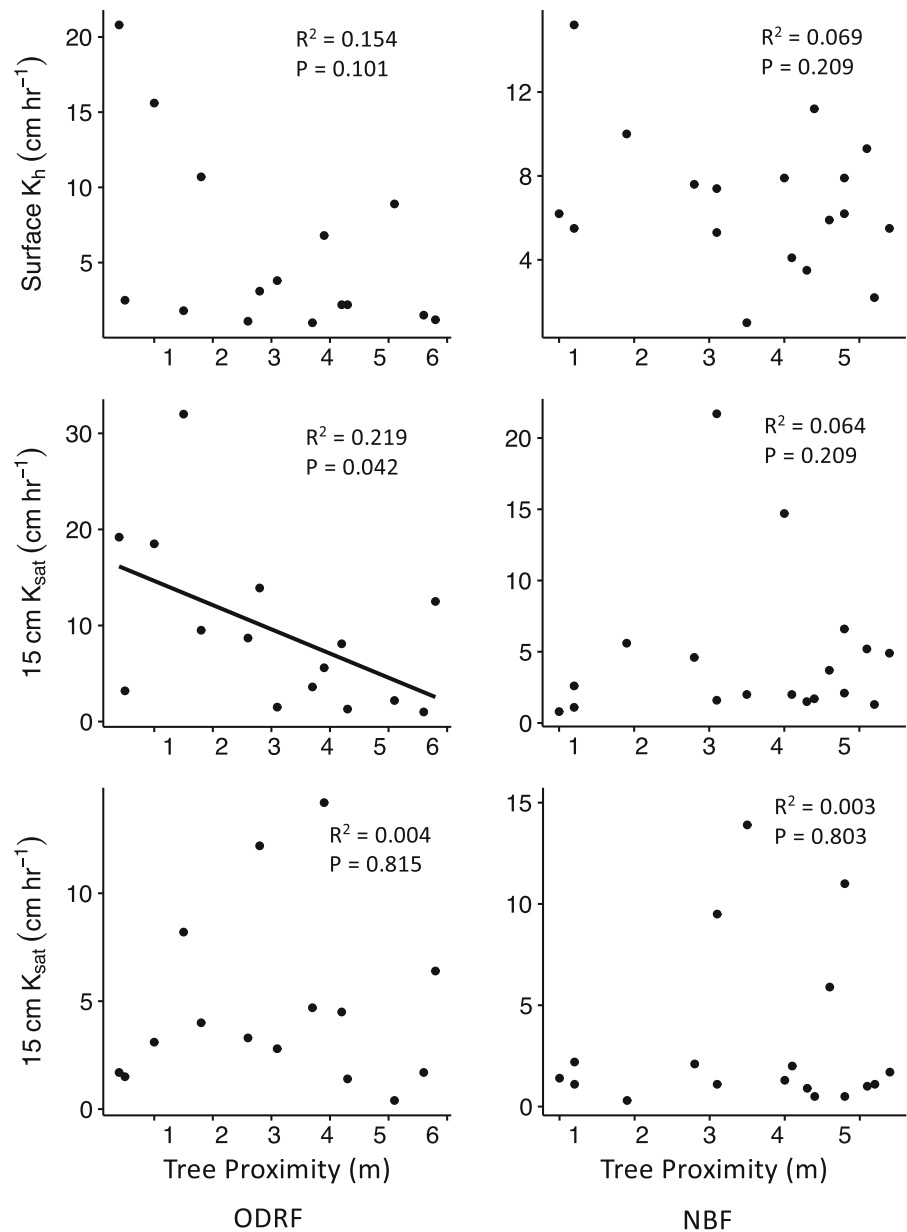 Surface Kh (cm hr−1)
20
15
10
5
R2 = 0.154
P = 0.101
1 2 3 4 5 6
12
8
4
R2 = 0.069
P = 0.209
1 3 4 5
15 cm Ksat (cm hr−1)
30
20
10
0
R2 = 0.219
P = 0.042
1 2 3 4 5 6
20
15
10
5
0
R2 = 0.064
P = 0.209
1 2 3 4 5
15 cm Ksat (cm hr−1)
10
5
0
R2 = 0.004
P = 0.815
1 2 3 4 5 6
15
10
5
0
R2 = 0.003
P = 0.803
1 2 3 4 5
Tree Proximity (m)
Tree Proximity (m)
ODRF
NBF